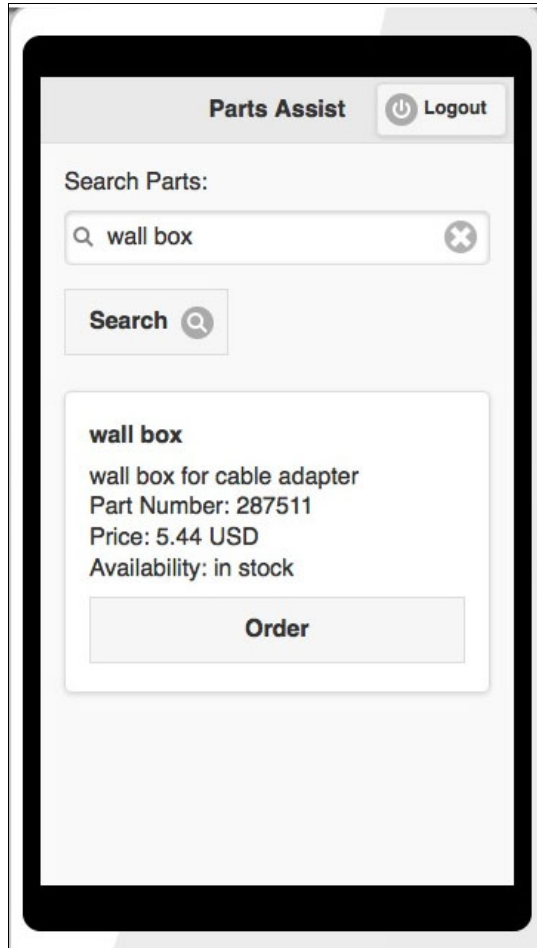 Parts Assist
Logout
Search Parts:
wall box
Search
wall box
wall box for cable adapter
Part Number: 287511
Price: 5.44 USD
Availability: in stock
Order